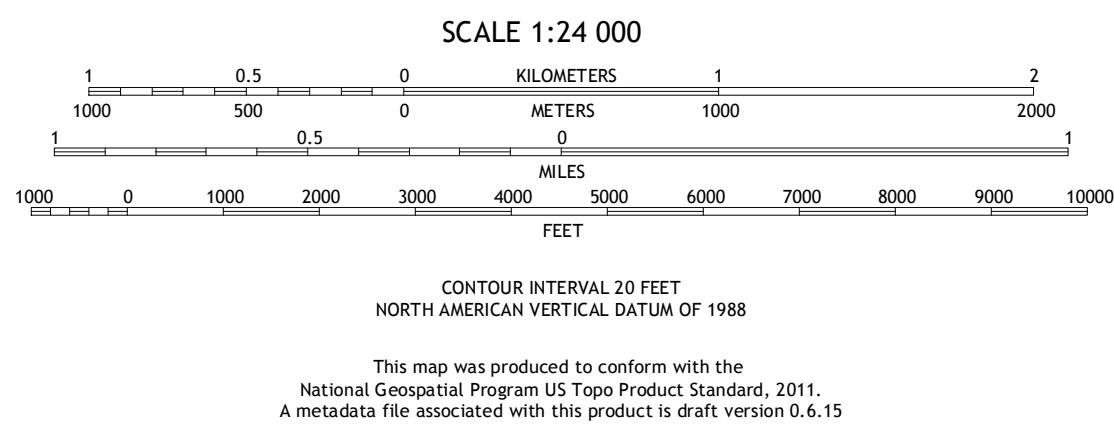 SCALE 1:24 000
1 0.5 0 KILOMETERS 1 2
1000 500 0 METERS 1000 2000
1 0.5 0 1
MILES
1000 0 1000 2000 3000 4000 5000 6000 7000 8000 9000 10000
FEET
CONTOUR INTERVAL 20 FEET
NORTH AMERICAN VERTICAL DATUM OF 1988
This map was produced to conform with the
National Geospatial Program US Topo Product Standard, 2011.
A metadata file associated with this product is draft version 0.6.15